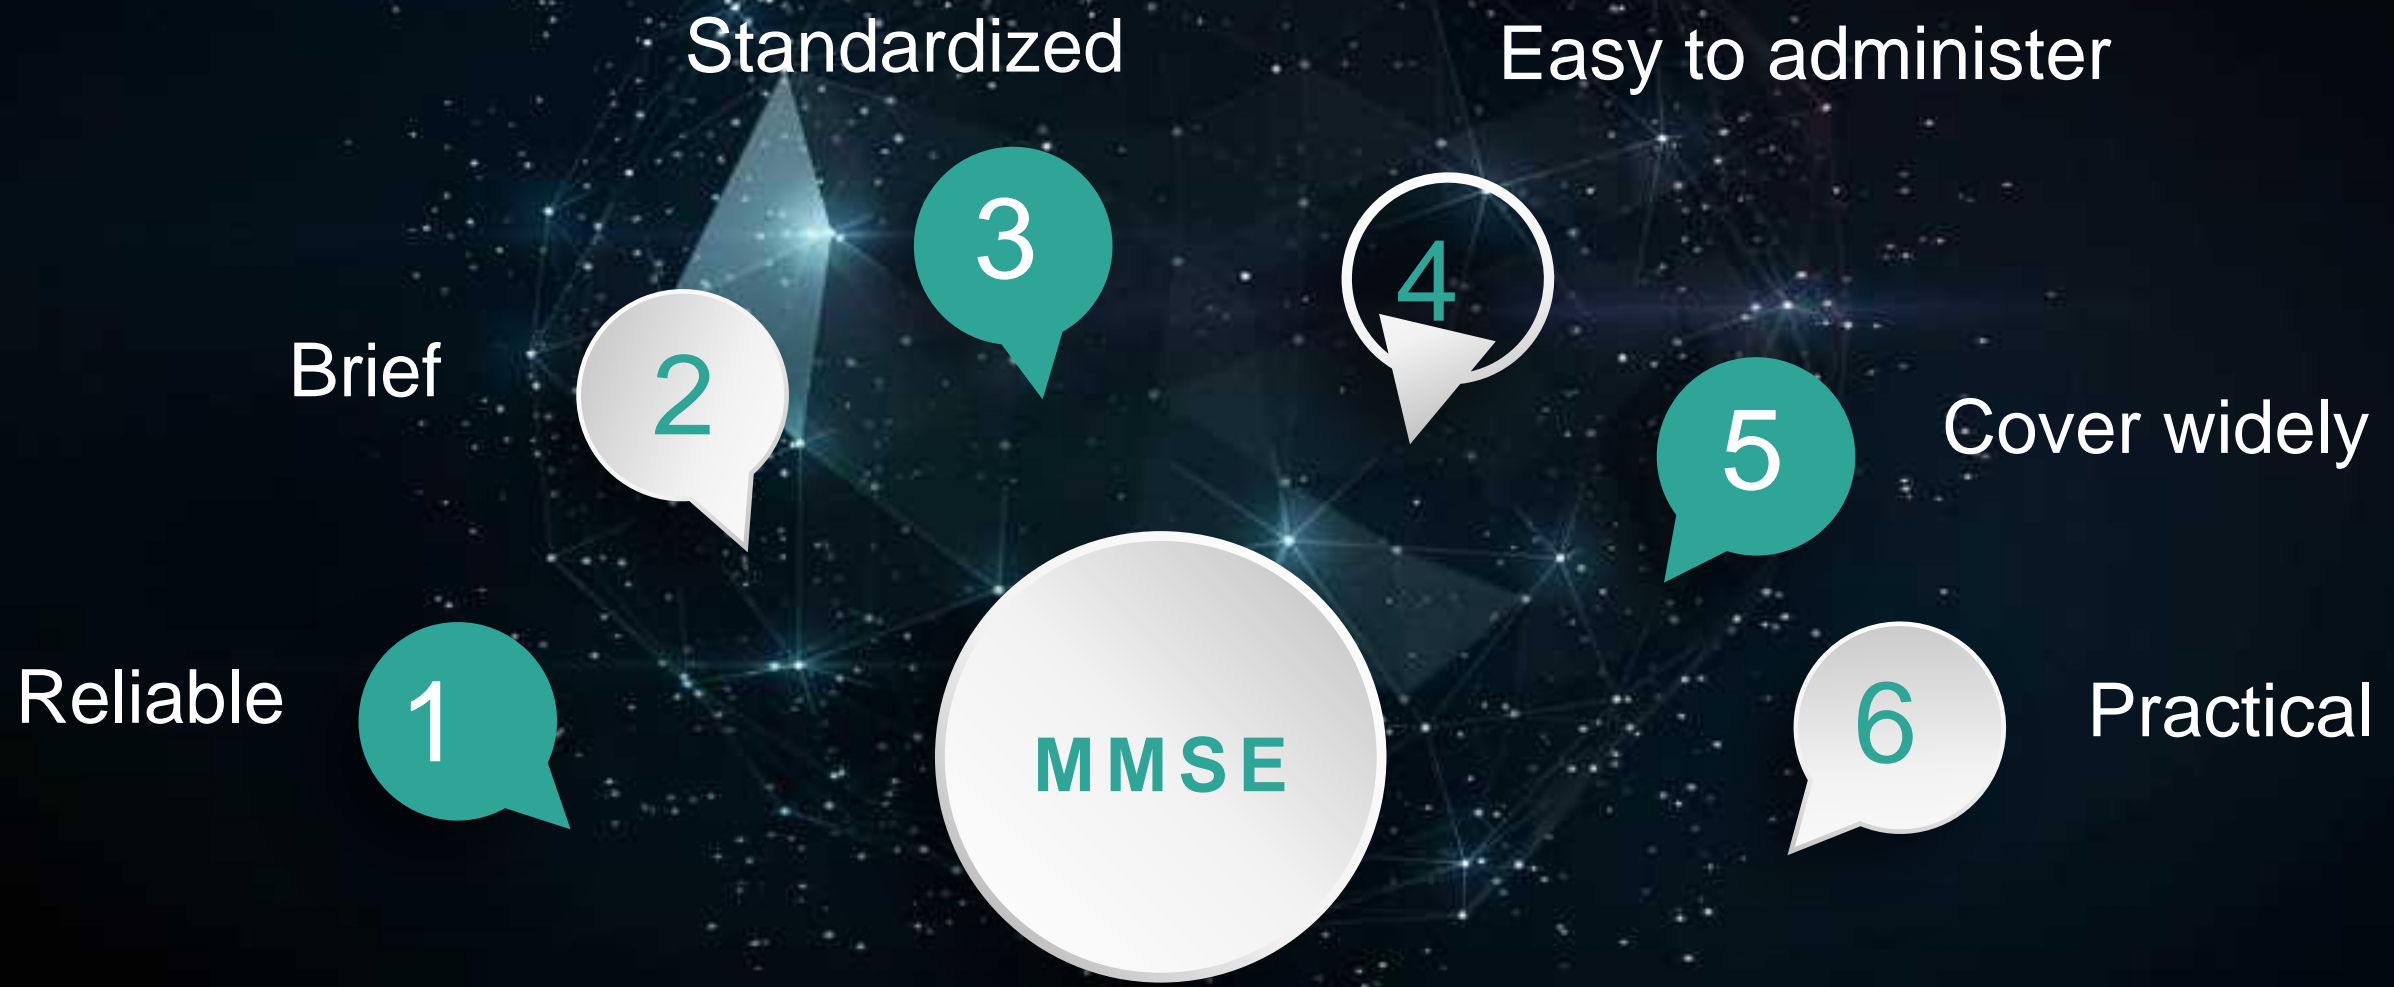 Standardized
Easy to administer
3
4
Brief
2
5
Cover widely
Reliable
1
6
Practical
MMSE